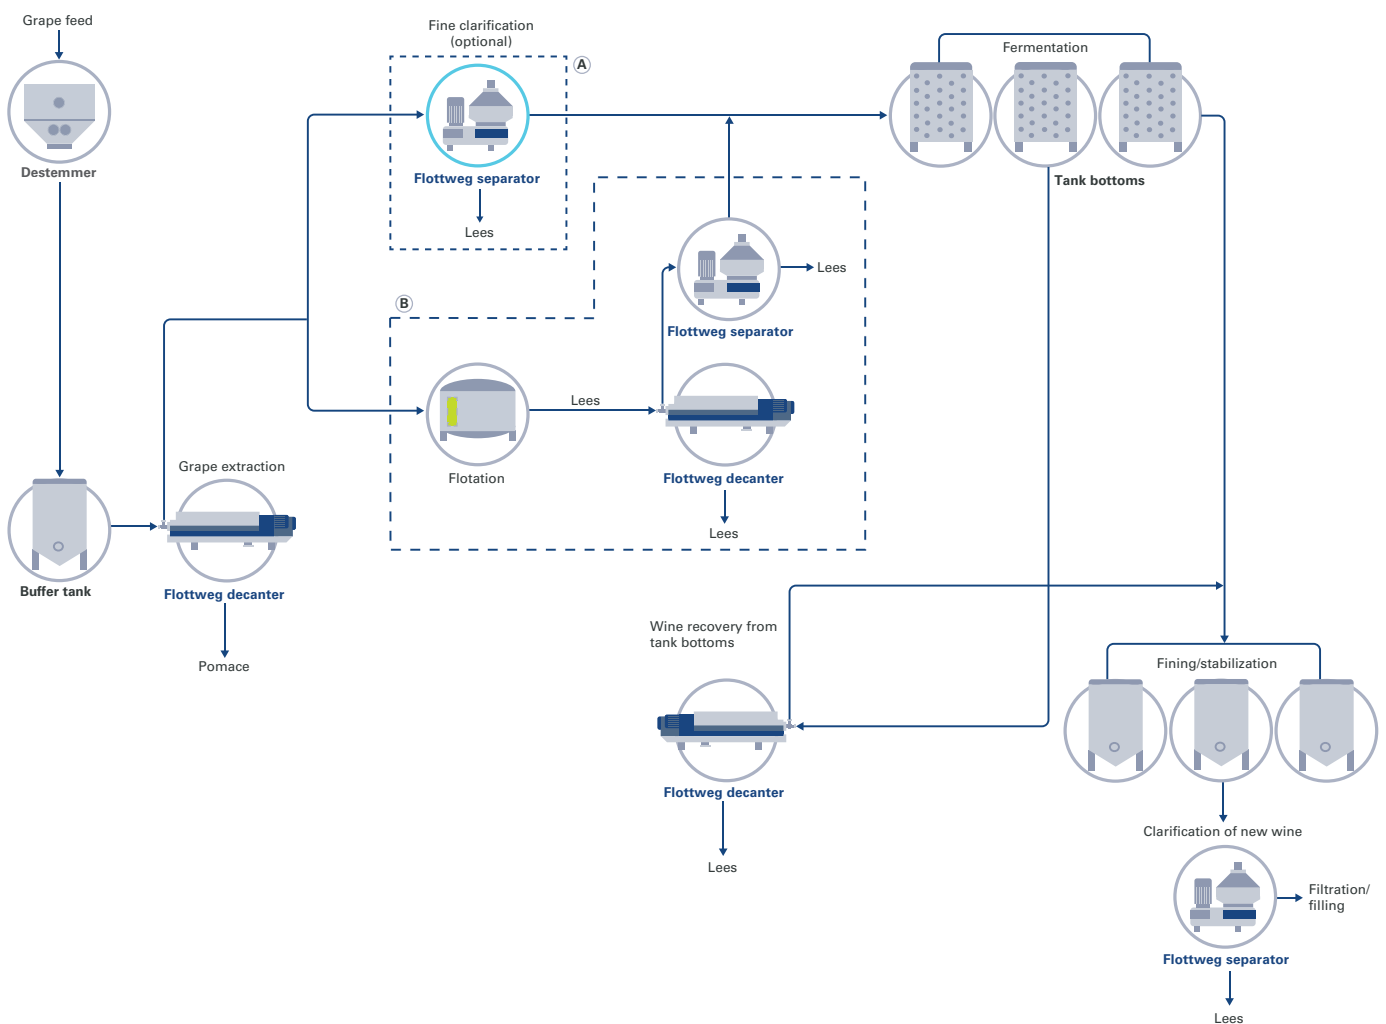 Grape feed
Destemmer
Fine clarification
(optional)
A
Flottweg separator
Lees
Fermentation
Tank bottoms
B
Flottweg separator
Lees
Flotation
Lees
Flottweg decanter
Lees
Buffer tank
Grape extraction
Flottweg decanter
Pomace
Wine recovery from
tank bottoms
Flottweg decanter
Lees
Fining/stabilization
Clarification of new wine
Filtration/
filling
Flottweg separator
Lees